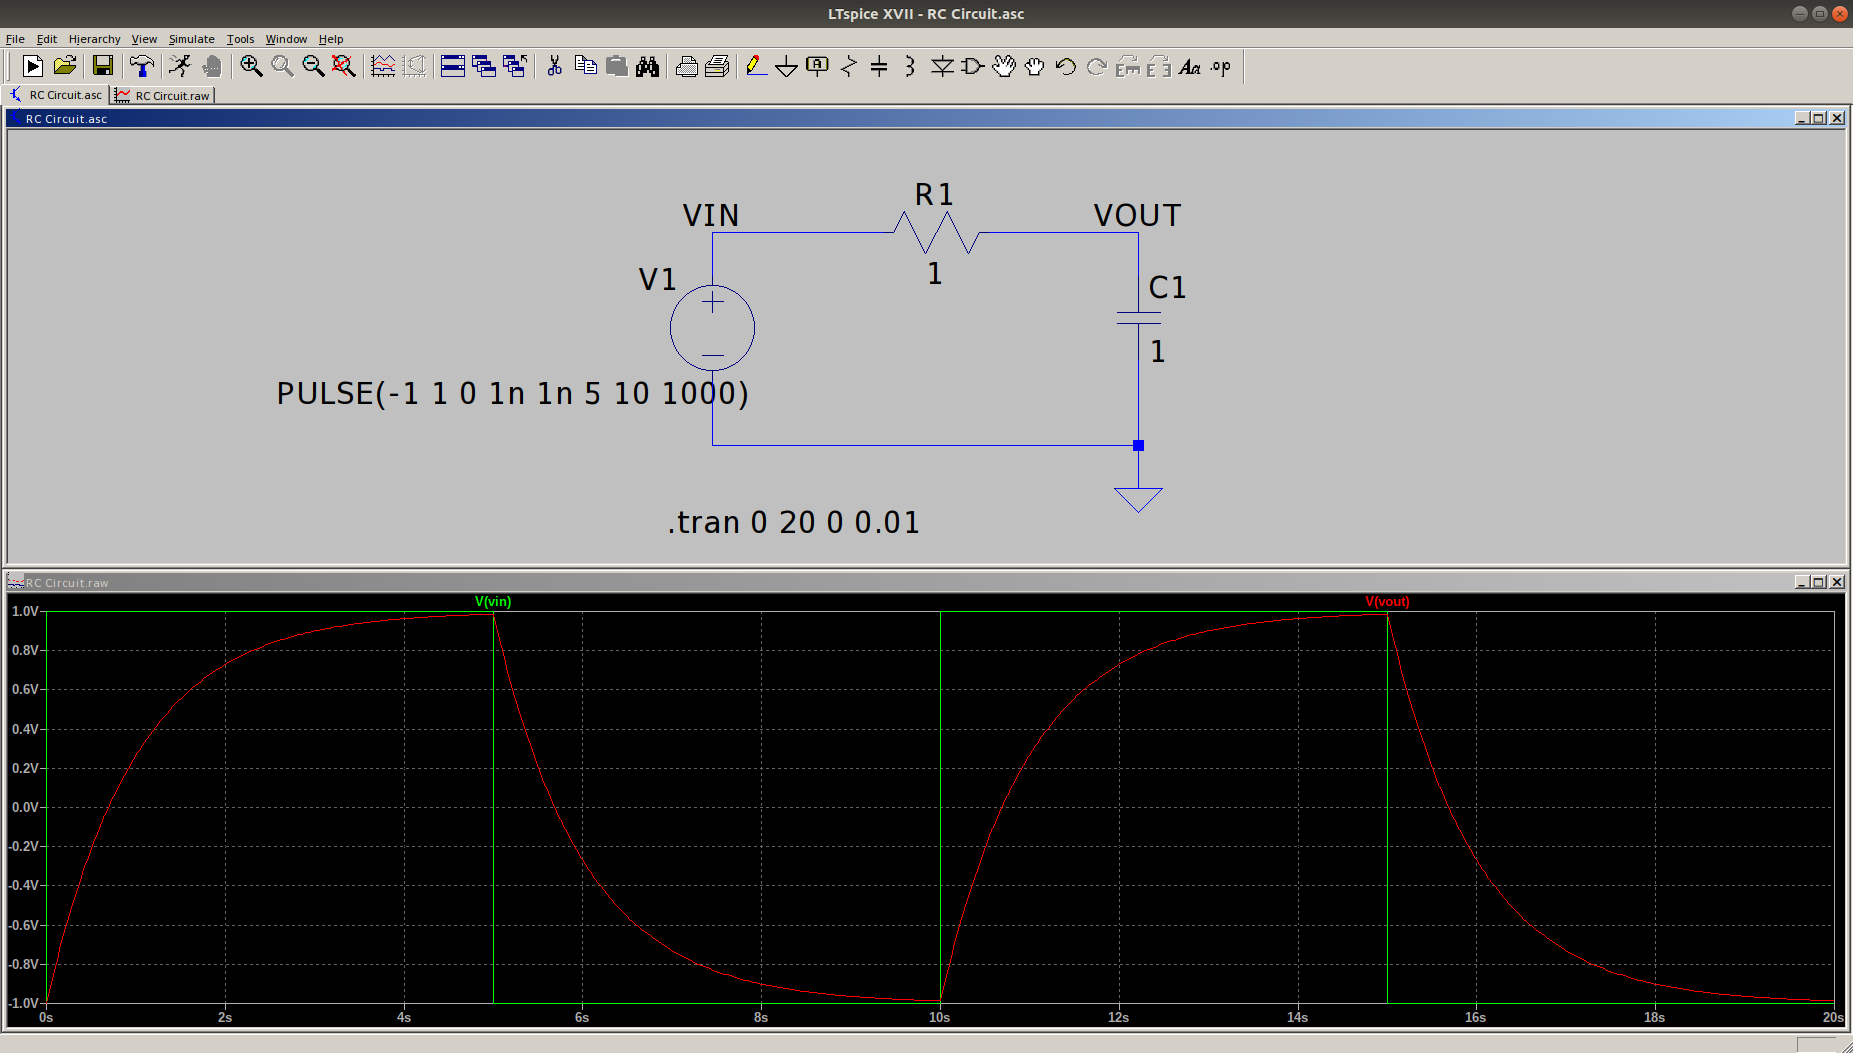 LTspice XVII - RC Circuit.asc
File Edit Hierarchy View Simulate Tools Window Help
A Aa .op
RC Circuit.asc RC Circuit.raw
RC Circuit.asc
R1
VIN VOUT
1
V1 C1
1
PULSE(-1 1 0 1n 1n 5 10 1000)
.tran 0 20 0 0.01
RC Circuit.raw
V(vin) V(vout)
1.0V
0.8V
0.6V
0.4V
0.2V
0.0V
-0.2V
-0.4V
-0.6V
-0.8V
-1.0V
0s 2s 4s 6s 8s 10s 12s 14s 16s 18s 20s